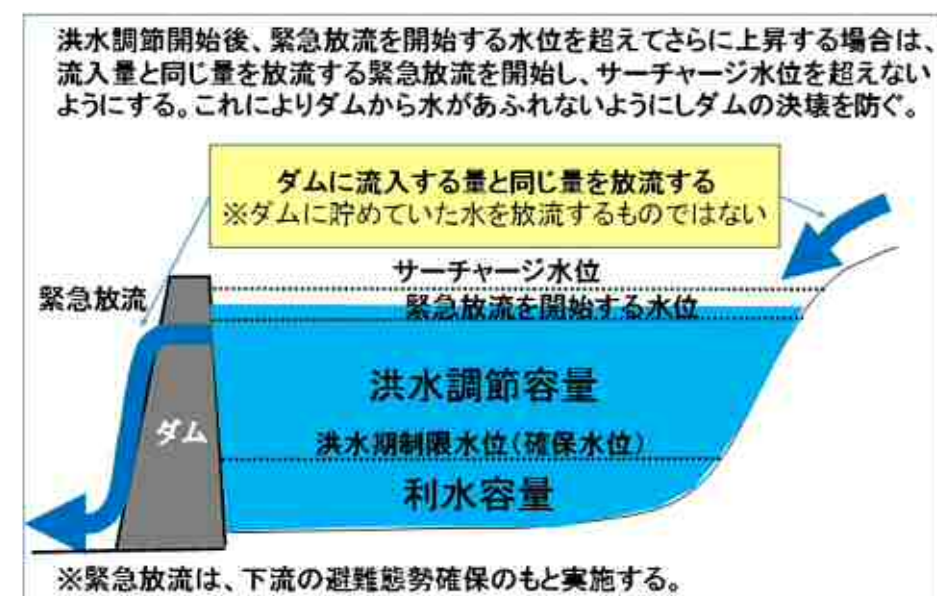 洪水調節開始後、緊急放流を開始する水位を超えてさらに上昇する場合は、
流入量と同じ量を放流する緊急放流を開始し、サーチャージ水位を超えない
ようにする。これによりダムから水があふれないようにしダムの決壊を防ぐ。
ダムに流入する量と同じ量を放流する
※ダムに貯めていた水を放流するものではない
サーチャージ水位
緊急放流
緊急放流を開始する水位
洪水調節容量
ダム
洪水期制限水位(確保水位)
利水容量
※緊急放流は、下流の避難態勢確保のもと実施する。